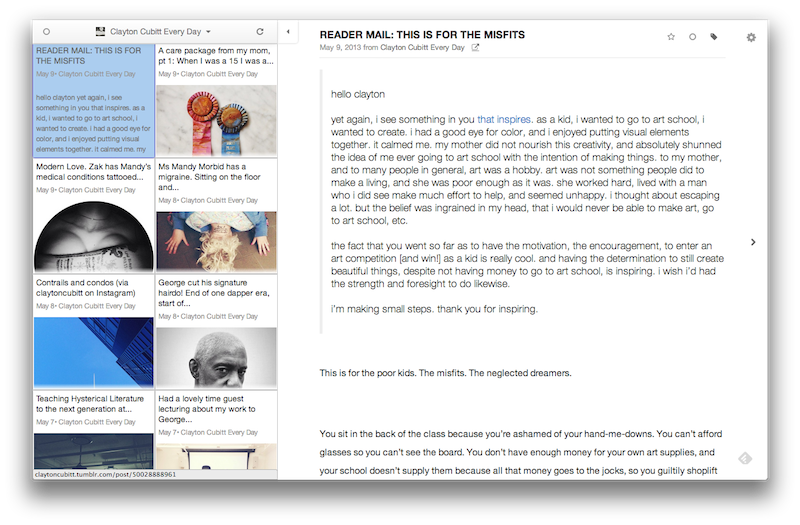 Clayton Cubitt Every Day
READER MAIL: THIS IS FOR THE MISFITS
May 9• Clayton Cubitt Every Day
hello clayton yet again, i see
something in you that inspires. as a
kid, i wanted to go to art school, i
wanted to create. i had a good eye for
color, and i enjoyed putting visual
elements together. it calmed me. my
A care package from my mom,
pt 1: When I was a 15 I was a...
May 9• Clayton Cubitt Every Day
Modern Love. Zak has Mandy's
medical conditions tattooed...
May 9• Clayton Cubitt Every Day
Ms Mandy Morbid has a
migraine. Sitting on the floor
and...
May 8• Clayton Cubitt Every Day
Contrails and condos (via
claytoncubitt on Instagram)
May 8• Clayton Cubitt Every Day
George cut his signature
hairdo! End of one dapper era,
start of...
May 8• Clayton Cubitt Every Day
Teaching Hysterical Literature
to the next generation at...
May 7• Clayton Cubitt Every Day
Had a lovely time guest
lecturing about my work to
George...
May 7• Clayton Cubitt Every Day
claytoncubitt.tumblr.com/post/50028888961
READER MAIL: THIS IS FOR THE MISFITS
May 9, 2013 from Clayton Cubitt Every Day
hello clayton
yet again, i see something in you that inspires. as a kid, i wanted to go to art school, i
wanted to create. i had a good eye for color, and i enjoyed putting visual elements
together. it calmed me. my mother did not nourish this creativity, and absolutely shunned
the idea of me ever going to art school with the intention of making things. to my mother,
and to many people in general, art was a hobby. art was not something people did to
make a living, and she was poor enough as it was. she worked hard, lived with a man
who i did see make much effort to help, and seemed unhappy. i thought about escaping
a lot. but the belief was ingrained in my head, that i would never be able to make art, go
to art school, etc.
the fact that you went so far as to have the motivation, the encouragement, to enter an
art competition [and win!] as a kid is really cool. and having the determination to still create
beautiful things, despite not having money to go to art school, is inspiring. i wish i'd had
the strength and foresight to do likewise.
i'm making small steps. thank you for inspiring.
This is for the poor kids. The misfits. The neglected dreamers.
You sit in the back of the class because you're ashamed of your hand-me-downs. You can't afford
glasses so you can't see the board. You don't have enough money for your own art supplies, and
your school doesn't supply them because all that money goes to the jocks, so you guiltily shoplift